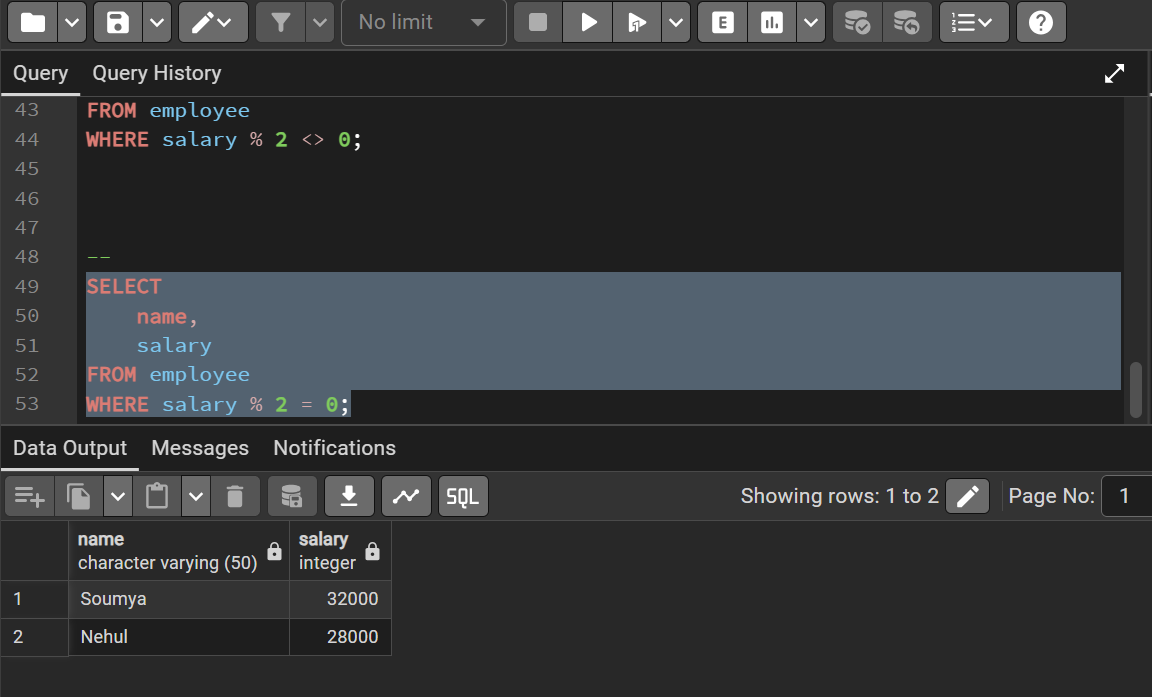 No limit
E
Query Query History
43 FROM employee
44 WHERE salary % 2 <> 0;
45
46
47
48 --
49 SELECT
50 name,
51 salary
52 FROM employee
53 WHERE salary % 2 = 0;
Data Output Messages Notifications
SQL Showing rows: 1 to 2 Page No: 1
name salary
character varying (50) integer
1 Soumya 32000
2 Nehul 28000